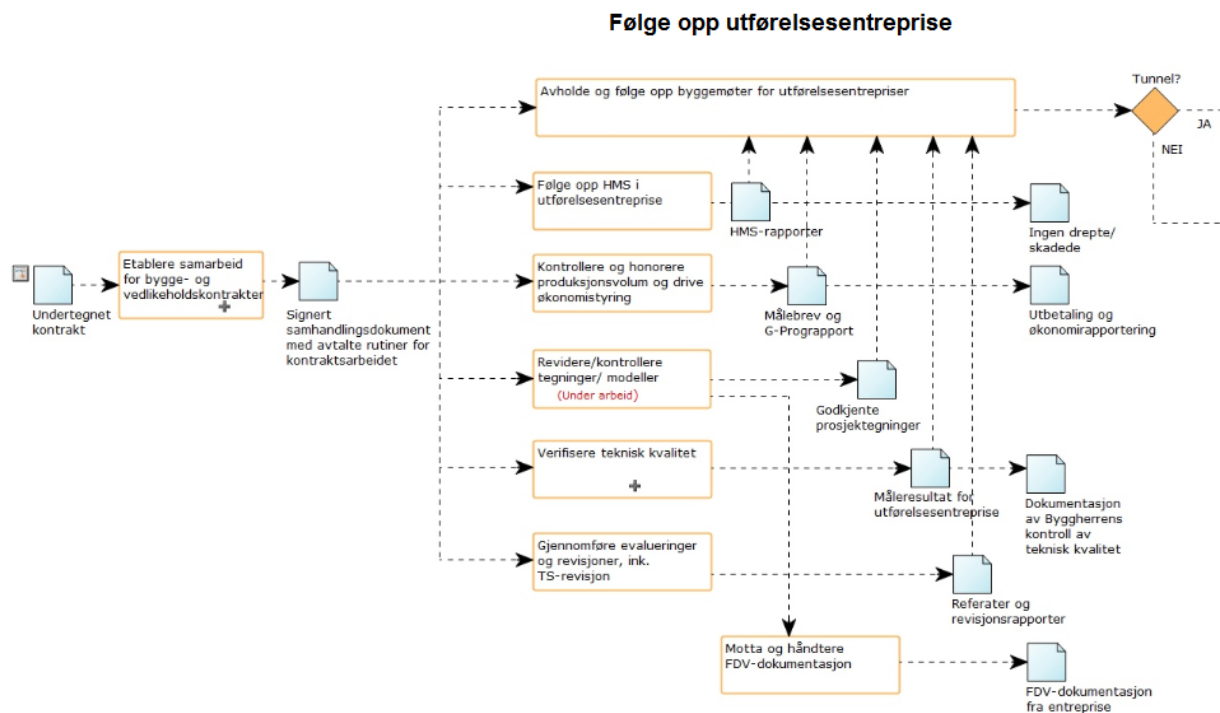 Følge opp utførelsesentreprise
Tunnel?
Avholde og følge opp byggemøter for utførelsesentrepriser
JA
NEI
Følge opp HMS i
utførelsesentreprise
HMS-rapporter
Ingen drepte/
skadede
Etablere samarbeid
for bygge- og
vedlikeholdskontrakter
Undertegnet
kontrakt
Signert
samhandlingsdokument
med avtalte rutiner for
kontraktsarbeidet
Kontrollere og honorere
produksjonsvolum og drive
økonomistyring
Målebrev og
G-Prograpport
Utbetaling og
økonomirapportering
Revidere/kontrollere
tegninger/ modeller
(Under arbeid)
Godkjente
prosjektegninger
Verifisere teknisk kvalitet
Måleresultat for
utførelsesentreprise
Dokumentasjon
av Byggherrens
kontroll av
teknisk kvalitet
Gjennomføre evalueringer
og revisjoner, ink.
TS-revisjon
Referater og
revisjonsrapporter
Motta og håndtere
FDV-dokumentasjon
FDV-dokumentasjon
fra entreprise